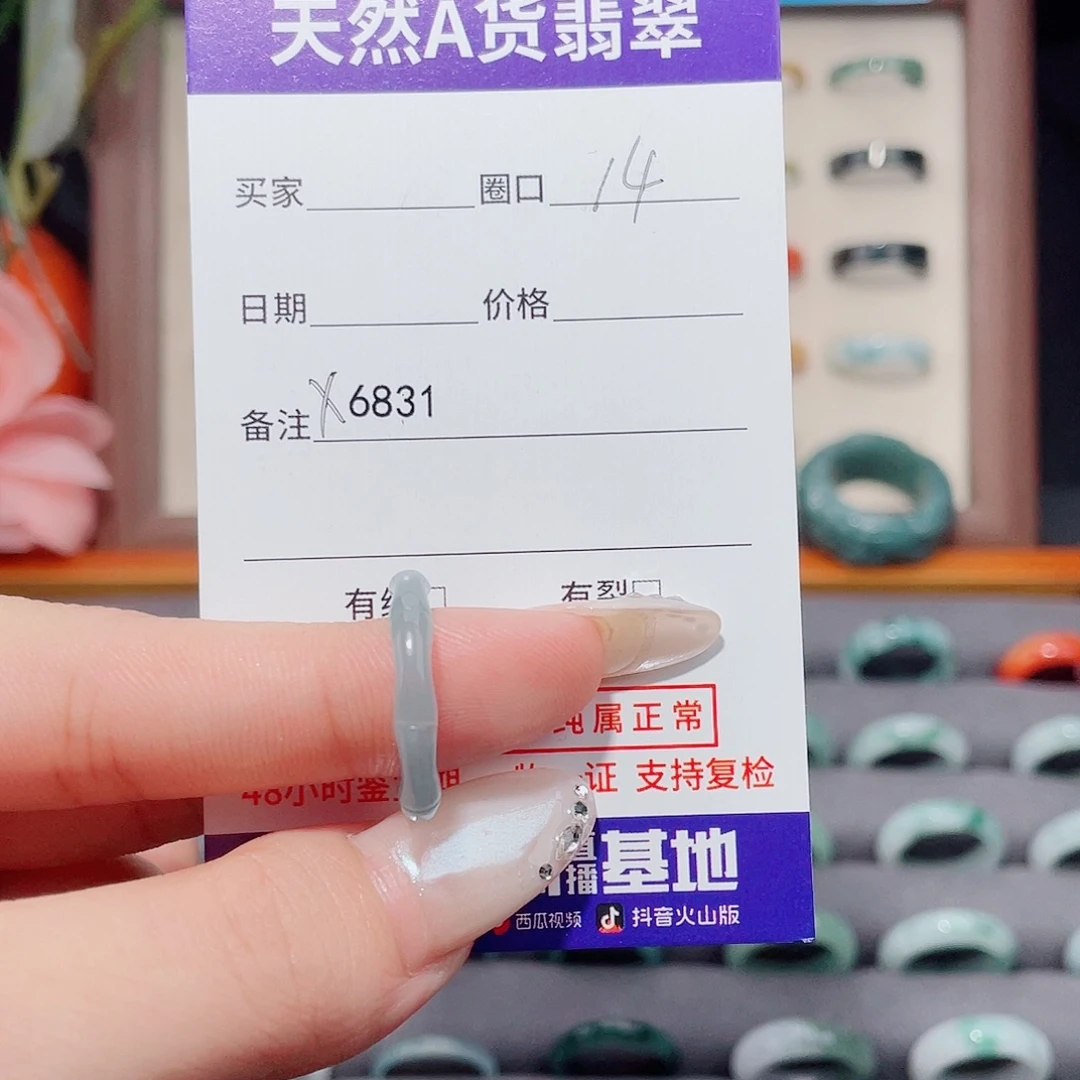 天然A货翡翠
买家 圈口 14
日期 价格
备注 X6831
有 有裂
属正常
48小时鉴 证 支持复检
播基地
西瓜视频 抖音火山版